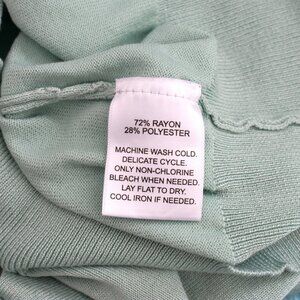 72% RAYON
28% POLYESTER
MACHINE WASH COLD.
DELICATE CYCLE.
ONLY NON-CHLORINE
BLEACH WHEN NEEDED.
LAY FLAT TO DRY.
COOL IRON IF NEEDED.